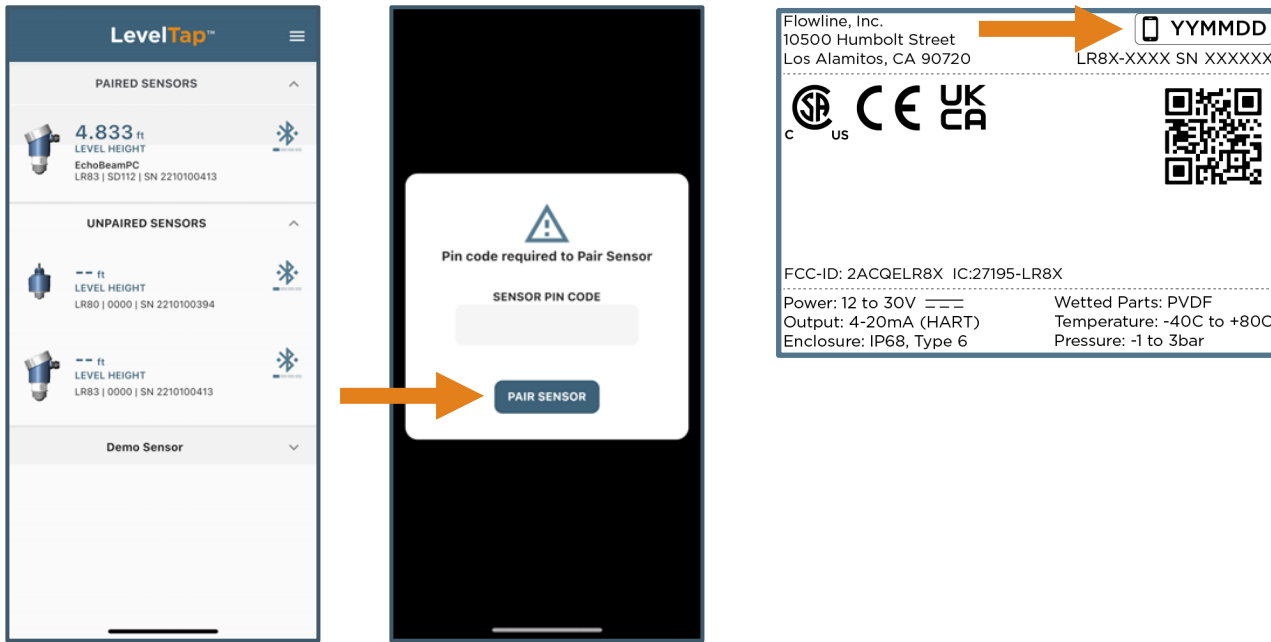 LevelTap™
PAIRED SENSORS
4.833 ft
LEVEL HEIGHT
EchoBeamPC
LR83 | SD112 | SN 2210100413
UNPAIRED SENSORS
-- ft
LEVEL HEIGHT
LR80 | 0000 | SN 2210100394
-- ft
LEVEL HEIGHT
LR83 | 0000 | SN 2210100413
Demo Sensor
Pin code required to Pair Sensor
SENSOR PIN CODE
PAIR SENSOR
Flowline, Inc.
10500 Humbolt Street
Los Alamitos, CA 90720
YYMMDD
LR8X-XXXX SN XXXXXX
C SA US CE UK CA
FCC-ID: 2ACQELR8X IC:27195-LR8X
Power: 12 to 30V
Output: 4-20mA (HART)
Enclosure: IP68, Type 6
Wetted Parts: PVDF
Temperature: -40C to +80C
Pressure: -1 to 3bar